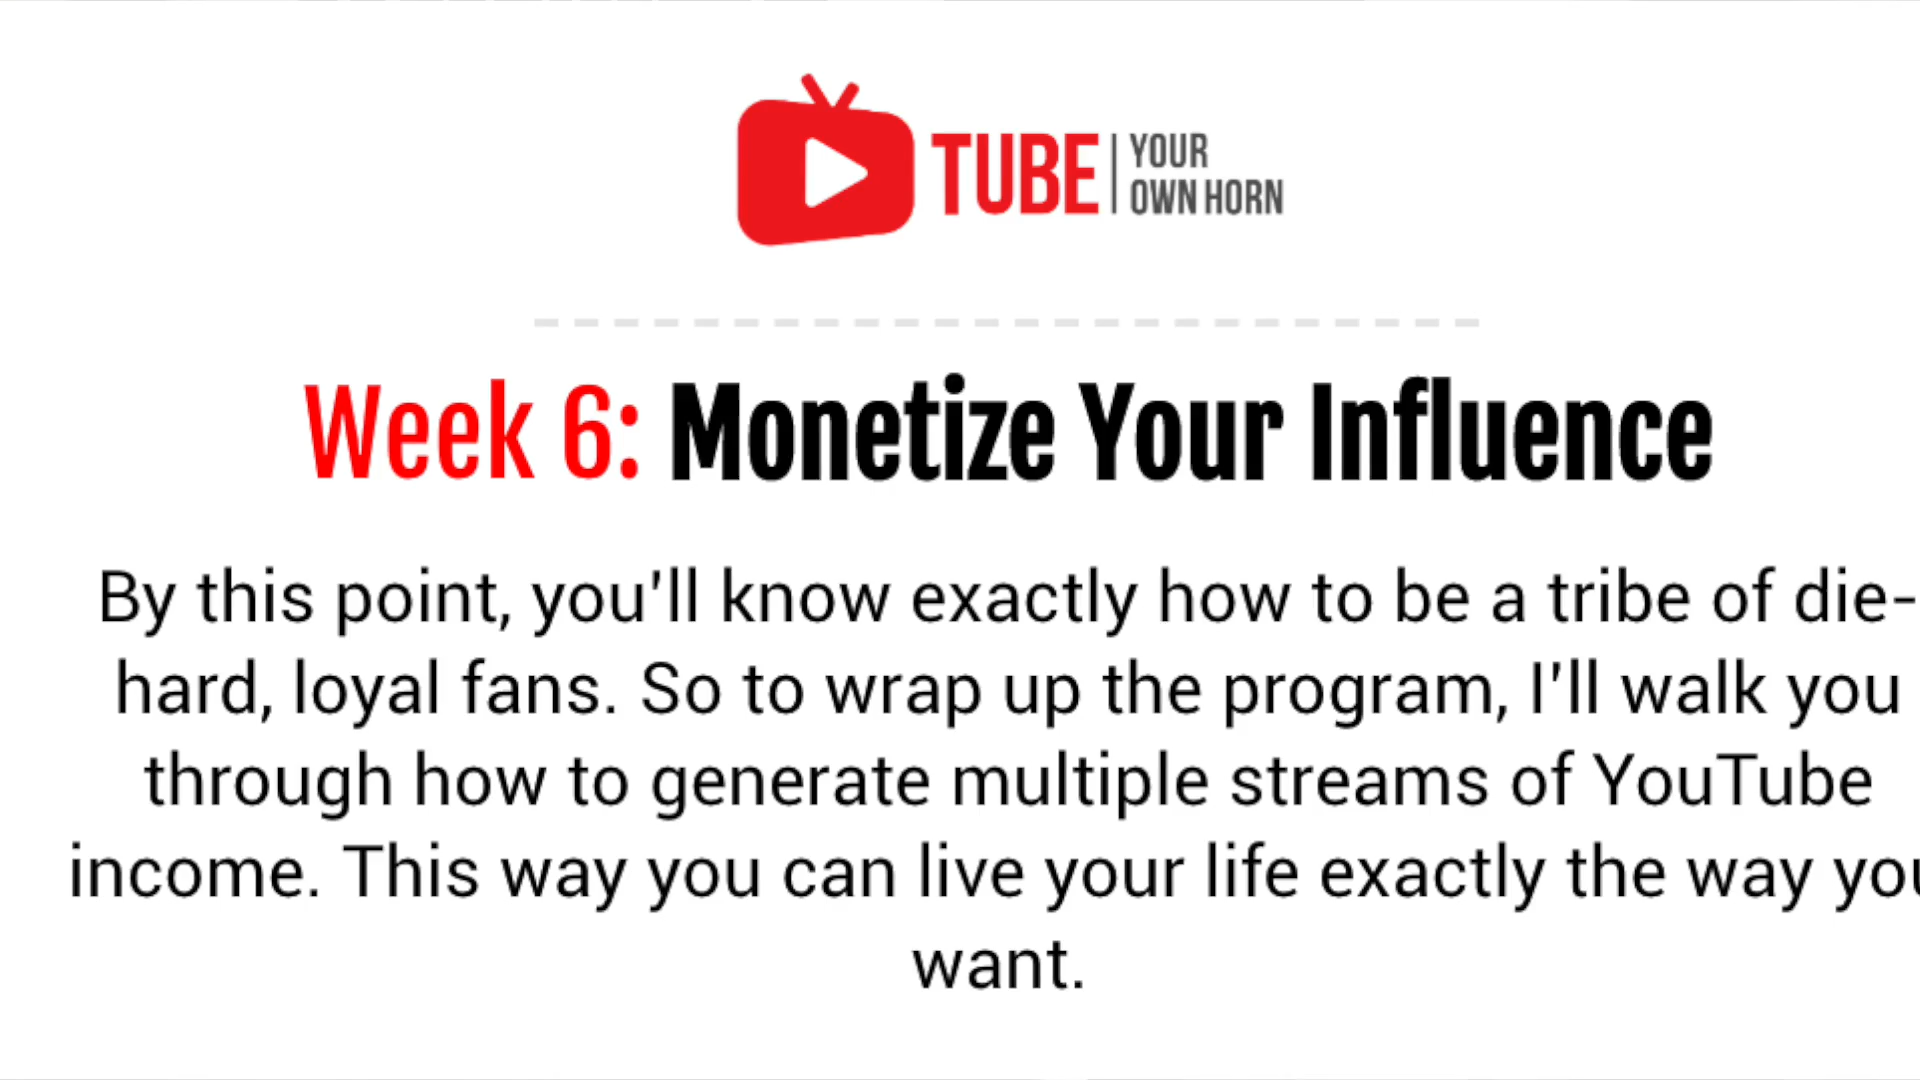 TUBE YOUR OWN HORN
Week 6: Monetize Your Influence
By this point, you'll know exactly how to be a tribe of die-
hard, loyal fans. So to wrap up the program, I'll walk you
through how to generate multiple streams of YouTube
income. This way you can live your life exactly the way you
want.